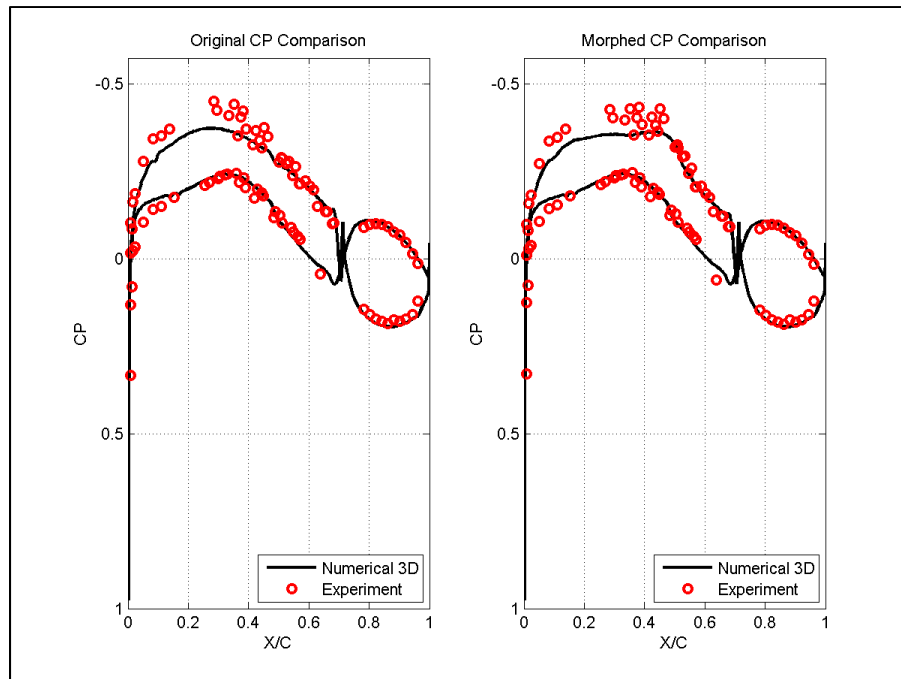 Original CP Comparison
-0.5
0
0.5
1
CP
0
0.2
0.4
0.6
0.8
1
X/C
Numerical 3D
Experiment
Morphed CP Comparison
-0.5
0
0.5
1
CP
0
0.2
0.4
0.6
0.8
1
X/C
Numerical 3D
Experiment